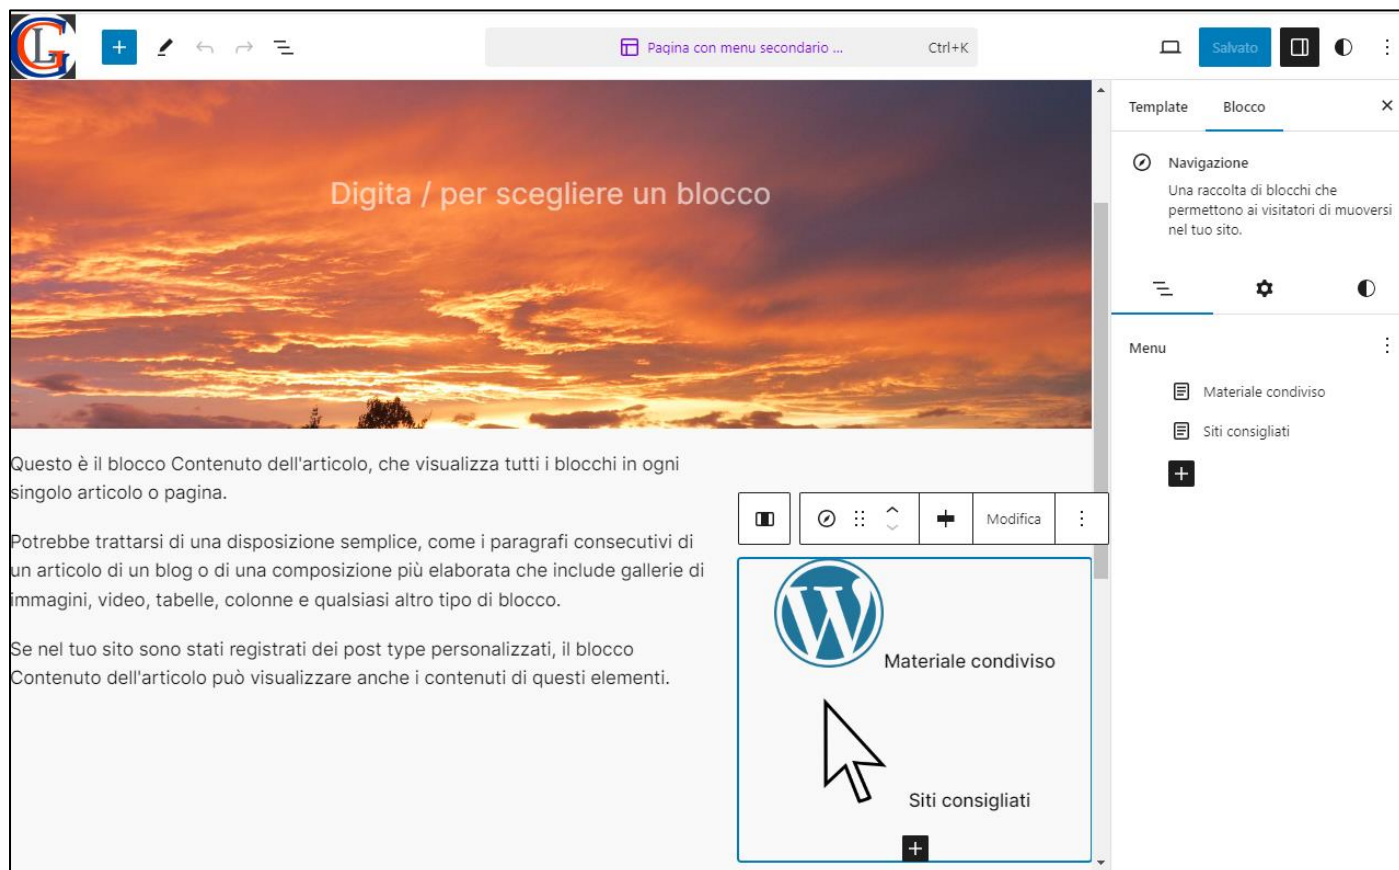 GL
Pagina con menu secondario ... Ctrl+K
Salvato
Digita / per scegliere un blocco
Questo è il blocco Contenuto dell'articolo, che visualizza tutti i blocchi in ogni
singolo articolo o pagina.
Potrebbe trattarsi di una disposizione semplice, come i paragrafi consecutivi di
un articolo di un blog o di una composizione più elaborata che include gallerie di
immagini, video, tabelle, colonne e qualsiasi altro tipo di blocco.
Se nel tuo sito sono stati registrati dei post type personalizzati, il blocco
Contenuto dell'articolo può visualizzare anche i contenuti di questi elementi.
Modifica
W
Materiale condiviso
Siti consigliati
Template Blocco
Navigazione
Una raccolta di blocchi che
permettono ai visitatori di muoversi
nel tuo sito.
Menu
Materiale condiviso
Siti consigliati